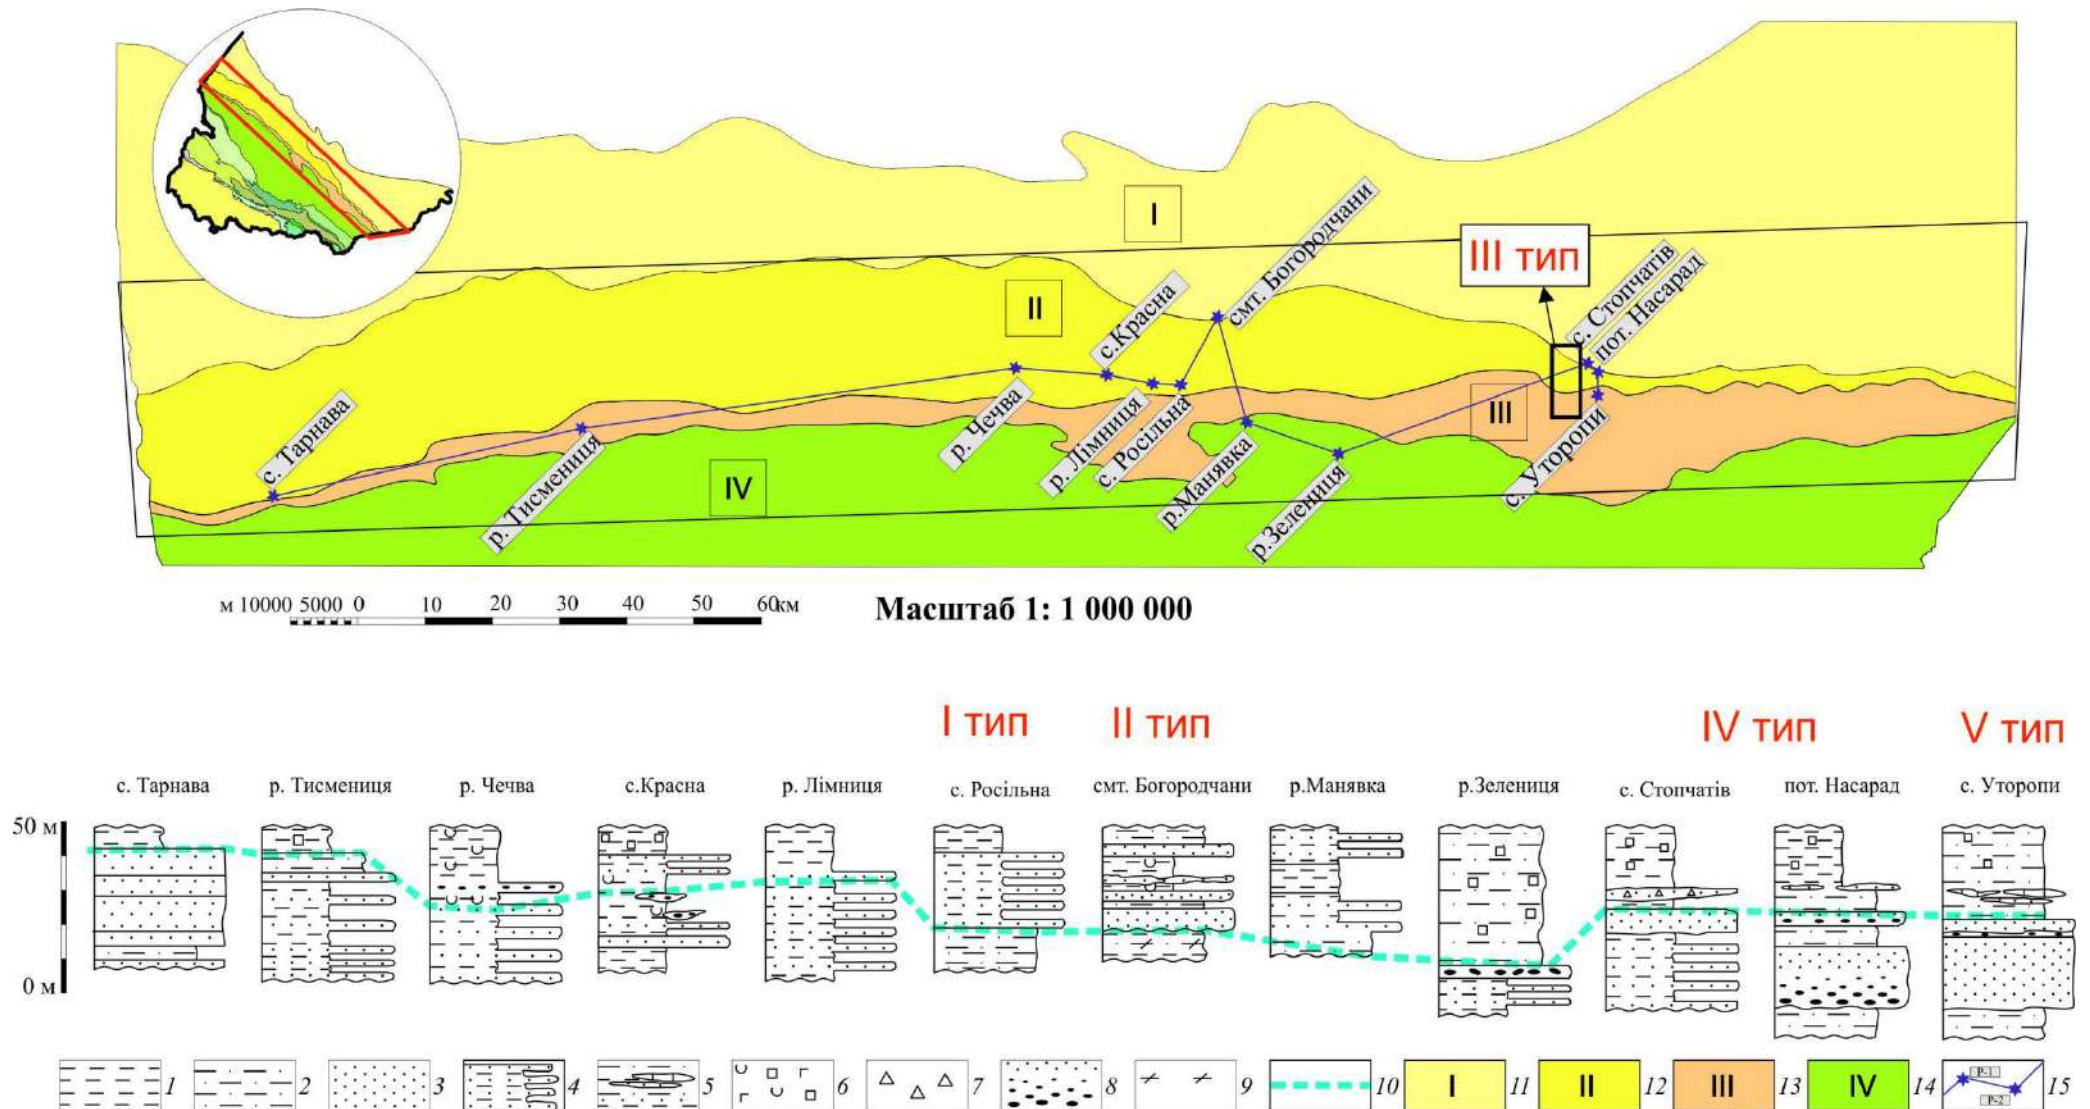 I
II
III
IV
III тип
с. Тарнава
р. Тисмениця
р. Чечва
с.Красна
р. Лімниця
с. Росільна
смт. Богородчани
р.Манявка
р.Зелениця
с. Стопчатів
пот. Насарад
с. Уторопи
м 10000 5000 0 10 20 30 40 50 60км
Масштаб 1: 1 000 000
I тип II тип IV тип V тип
с. Тарнава р. Тисмениця р. Чечва с.Красна р. Лімниця с. Росільна смт. Богородчани р.Манявка р.Зелениця с. Стопчатів пот. Насарад с. Уторопи
50 м
0 м
1 2 3 4 5 6 7 8 9 10 I 11 II 12 III 13 IV 14 Р-1 Р-2 15